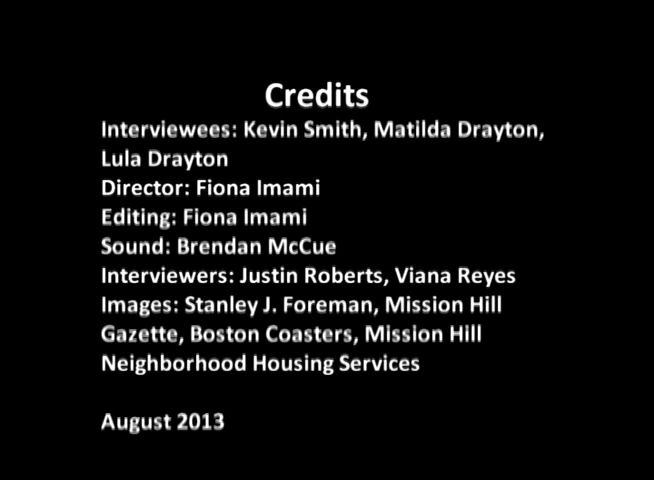 Credits
Interviewees: Kevin Smith, Matilda Drayton,
Lula Drayton
Director: Fiona Imami
Editing: Fiona Imami
Sound: Brendan McCue
Interviewers: Justin Roberts, Viana Reyes
Images: Stanley J. Foreman, Mission Hill
Gazette, Boston Coasters, Mission Hill
Neighborhood Housing Services
August 2013